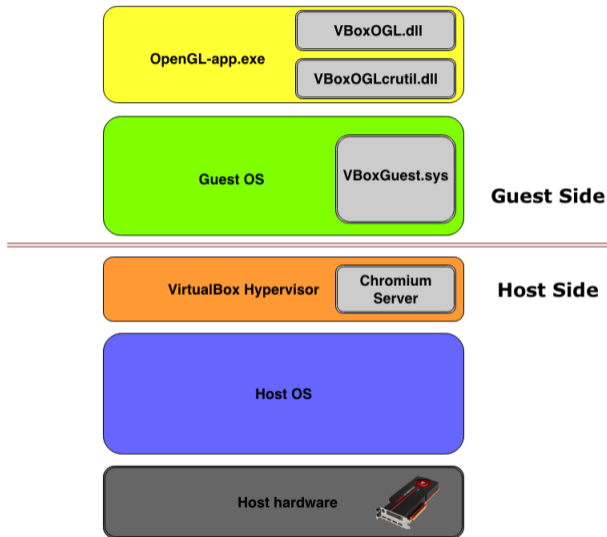 VBoxOGL.dll
OpenGL-app.exe
VBoxOGLcrutil.dll
Guest OS
VBoxGuest.sys
Guest Side
VirtualBox Hypervisor
Chromium
Server
Host Side
Host OS
Host hardware